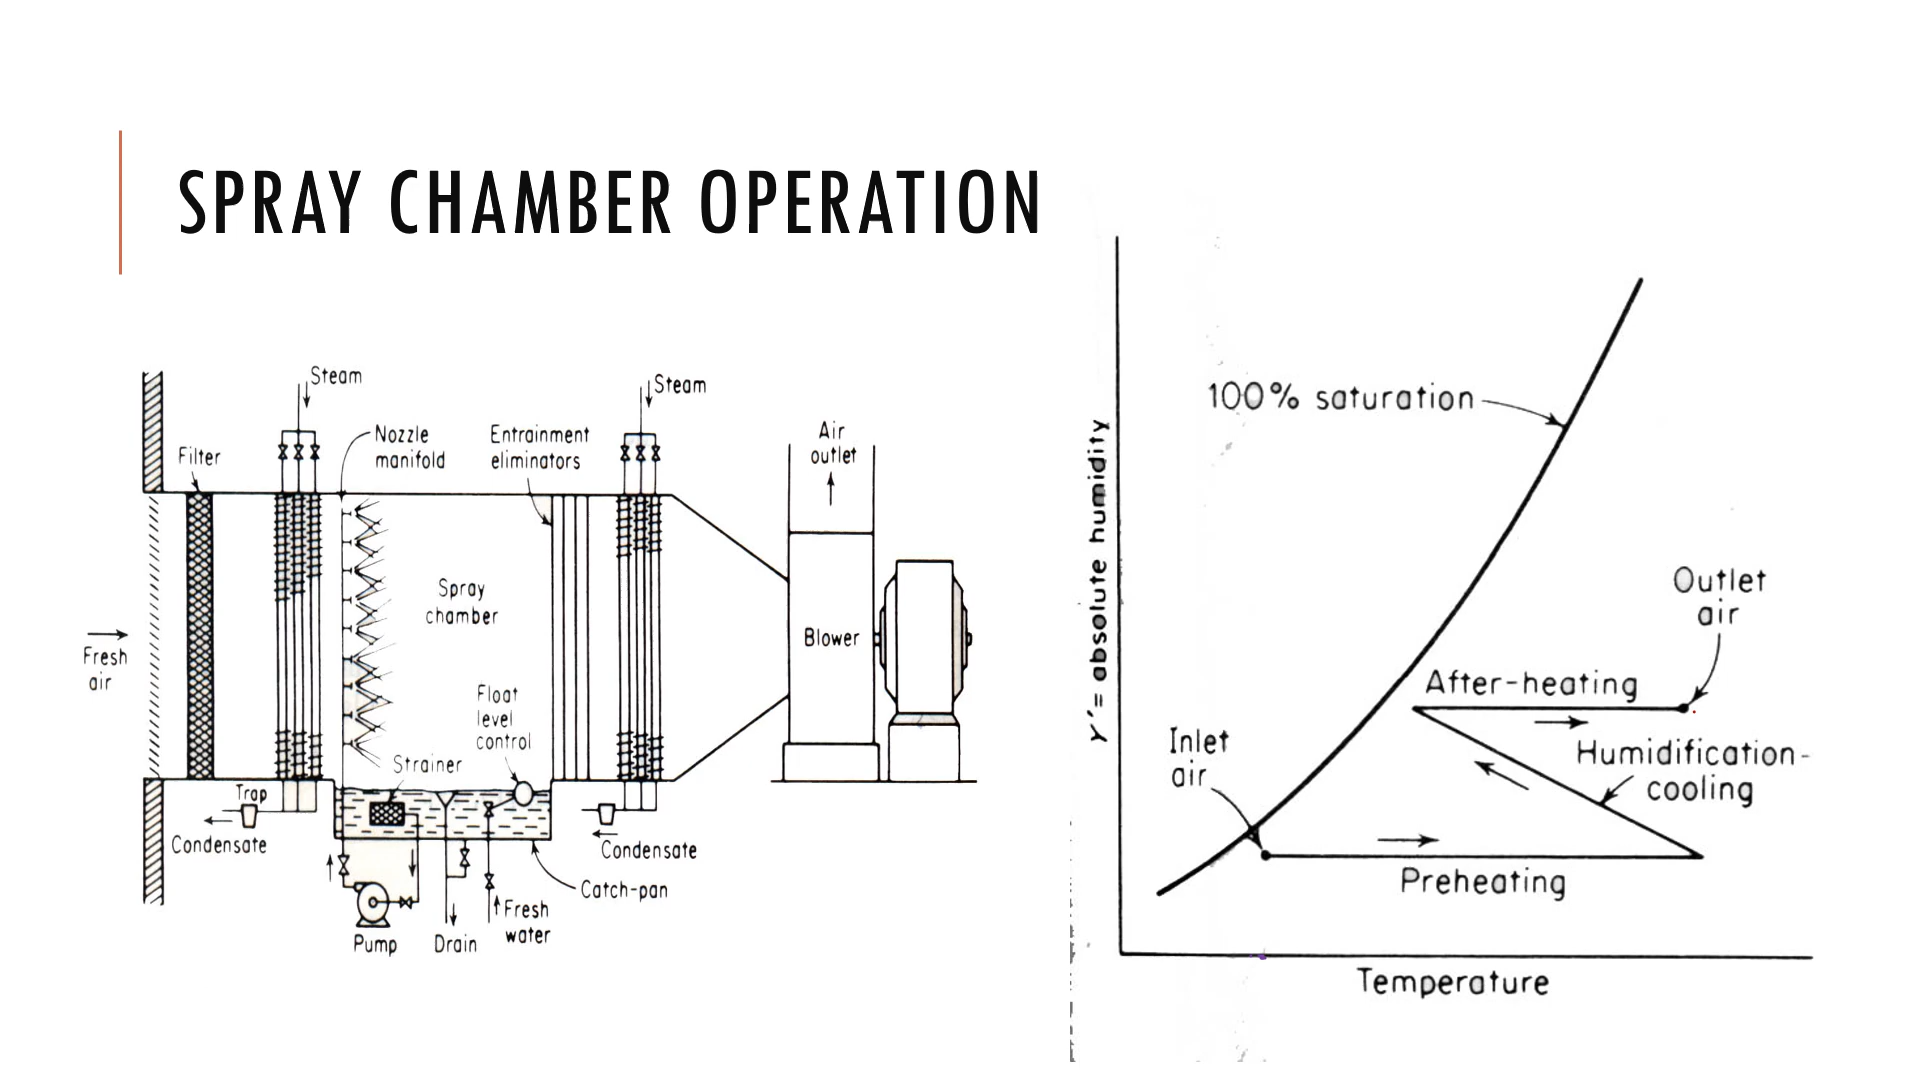 SPRAY CHAMBER OPERATION
Steam
Steam
Nozzle
manifold
Entrainment
eliminators
Air
outlet
Filter
Spray
chamber
Blower
Fresh
air
Float
level
control
Strainer
Trap
Condensate
Condensate
Catch-pan
Fresh
water
Pump
Drain
100% saturation
Y′= absolute humidity
Outlet
air
After-heating
Inlet
air
Humidification-
cooling
Preheating
Temperature